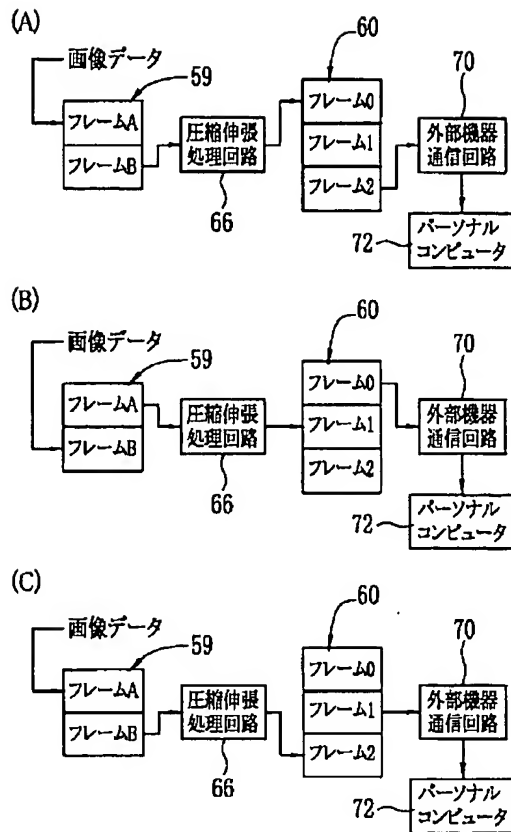 (A)
画像データ
59
60
70
フレームA
フレームB
圧縮伸張
処理回路
66
フレーム0
フレーム1
フレーム2
外部機器
通信回路
72
パーソナル
コンピュータ
(B)
画像データ
59
60
70
フレームA
フレームB
圧縮伸張
処理回路
66
フレーム0
フレーム1
フレーム2
外部機器
通信回路
72
パーソナル
コンピュータ
(C)
画像データ
59
60
70
フレームA
フレームB
圧縮伸張
処理回路
66
フレーム0
フレーム1
フレーム2
外部機器
通信回路
72
パーソナル
コンピュータ